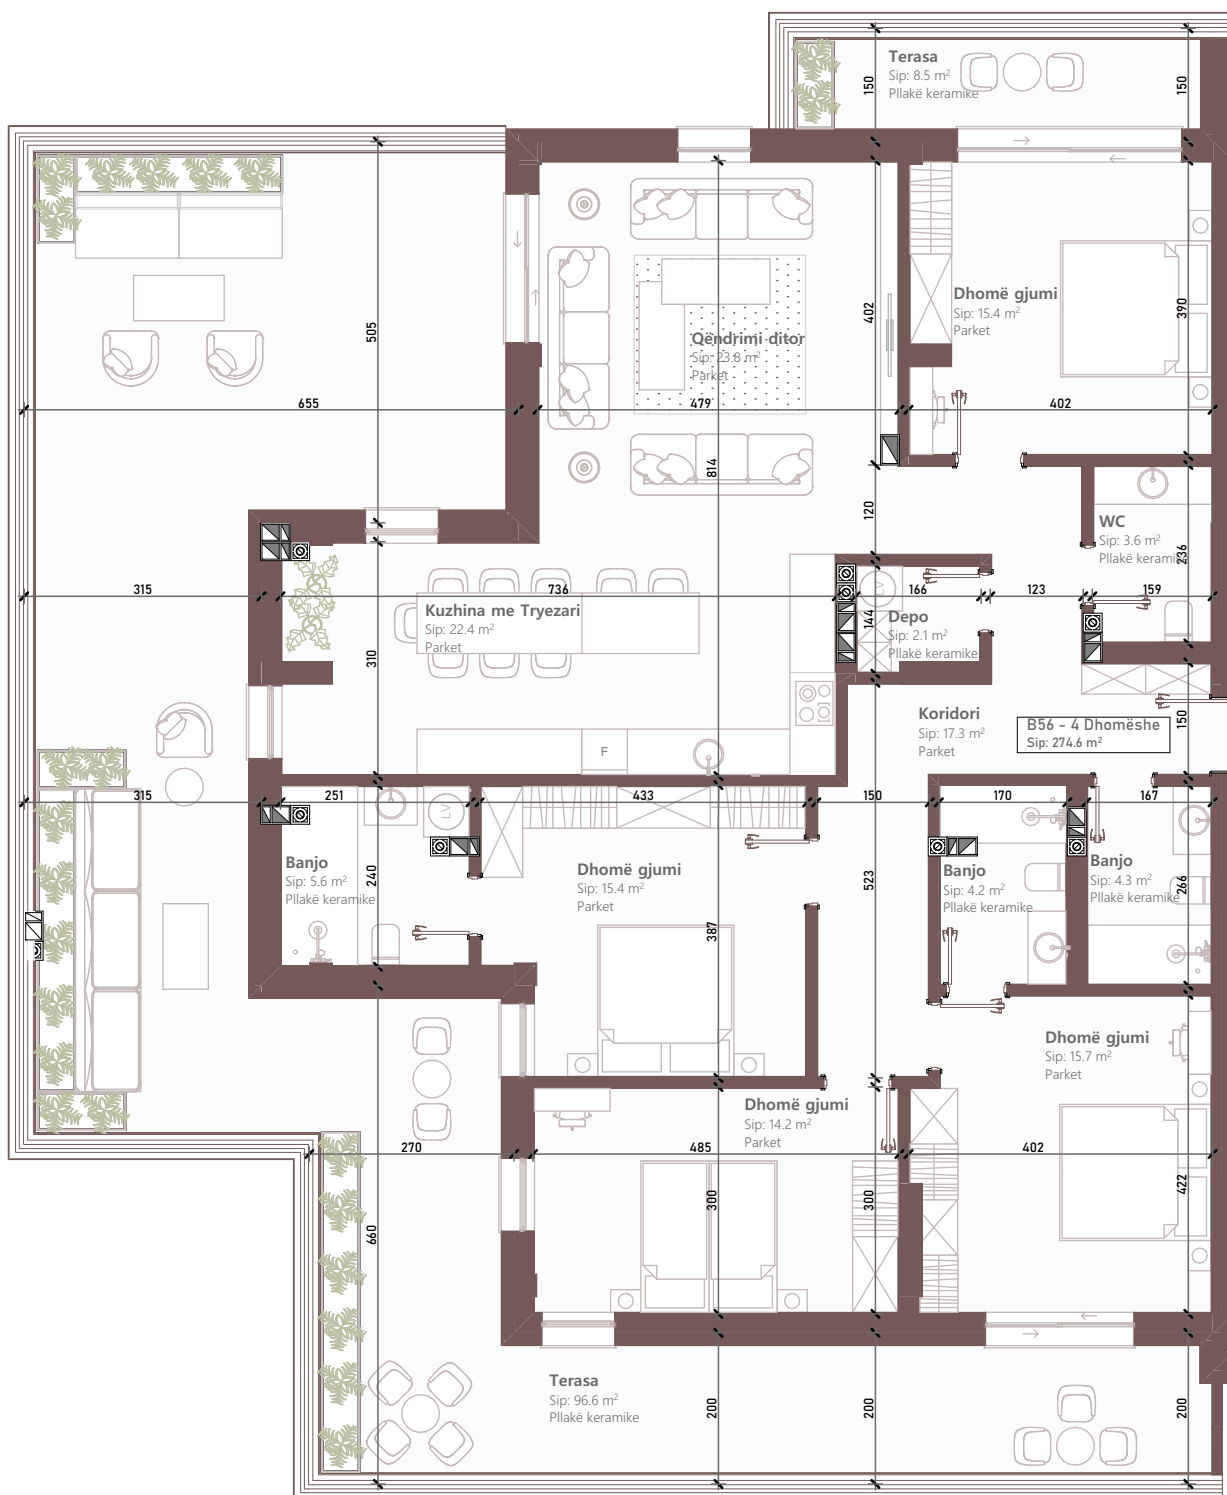 Terasa
Sip: 8.5 m²
Pllakë keramike
150
150
Dhomë gjumi
Sip: 15.4 m²
Parket
402
390
505
Qëndrimi ditor
Sip: 23.8 m²
Parket
655
479
402
814
120
WC
Sip: 3.6 m²
Pllakë keramike
236
315
736
166
123
159
Kuzhina me Tryezari
Sip: 22.4 m²
Parket
LV
144
Depo
Sip: 2.1 m²
Pllakë keramike
310
Koridori
Sip: 17.3 m²
Parket
B56 - 4 Dhomëshe
Sip: 274.6 m²
150
F
315
251
433
150
170
167
LV
Banjo
Sip: 5.6 m²
Pllakë keramike
240
Dhomë gjumi
Sip: 15.4 m²
Parket
387
523
Banjo
Sip: 4.2 m²
Pllakë keramike
Banjo
Sip: 4.3 m²
Pllakë keramike
266
Dhomë gjumi
Sip: 15.7 m²
Parket
Dhomë gjumi
Sip: 14.2 m²
Parket
270
485
402
300
300
422
660
Terasa
Sip: 96.6 m²
Pllakë keramike
200
200
200